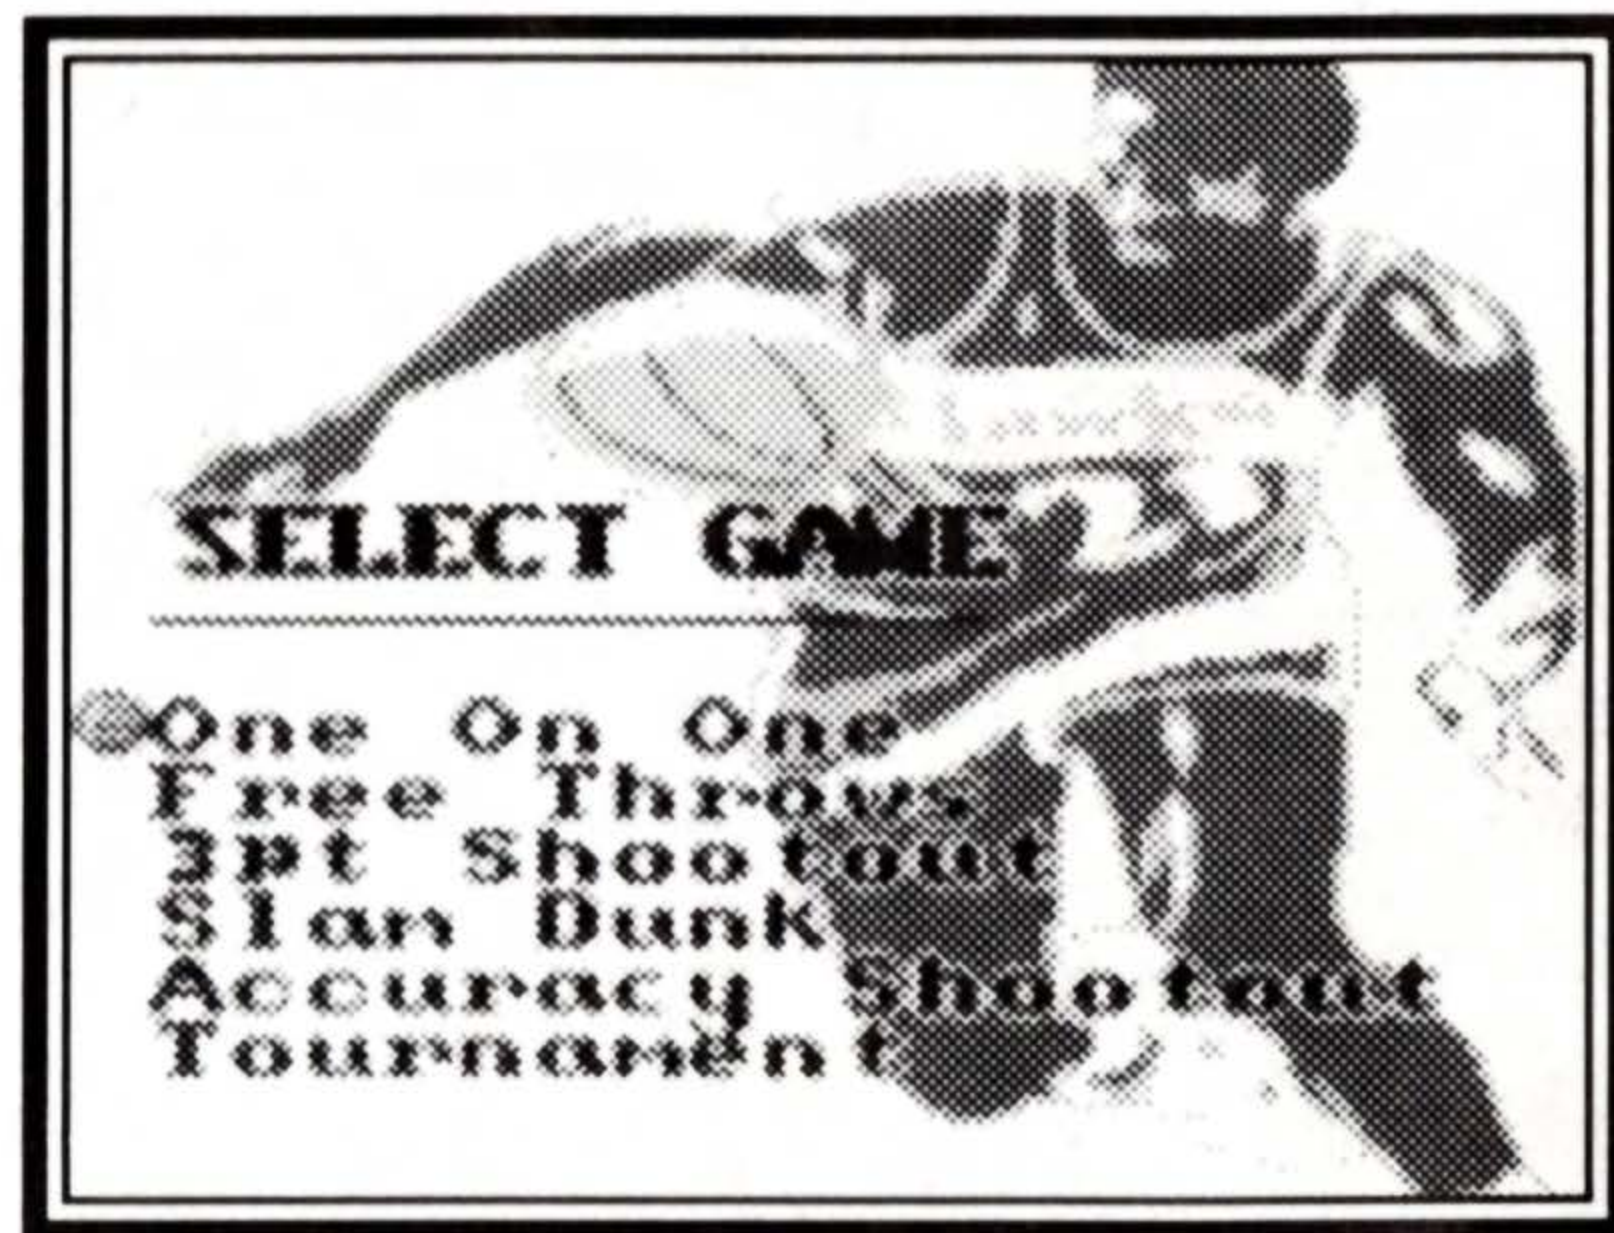 SELECT GAME
One On One
Free Throws
3pt Shootout
Slam Dunk
Accuracy Shootout
Tournament